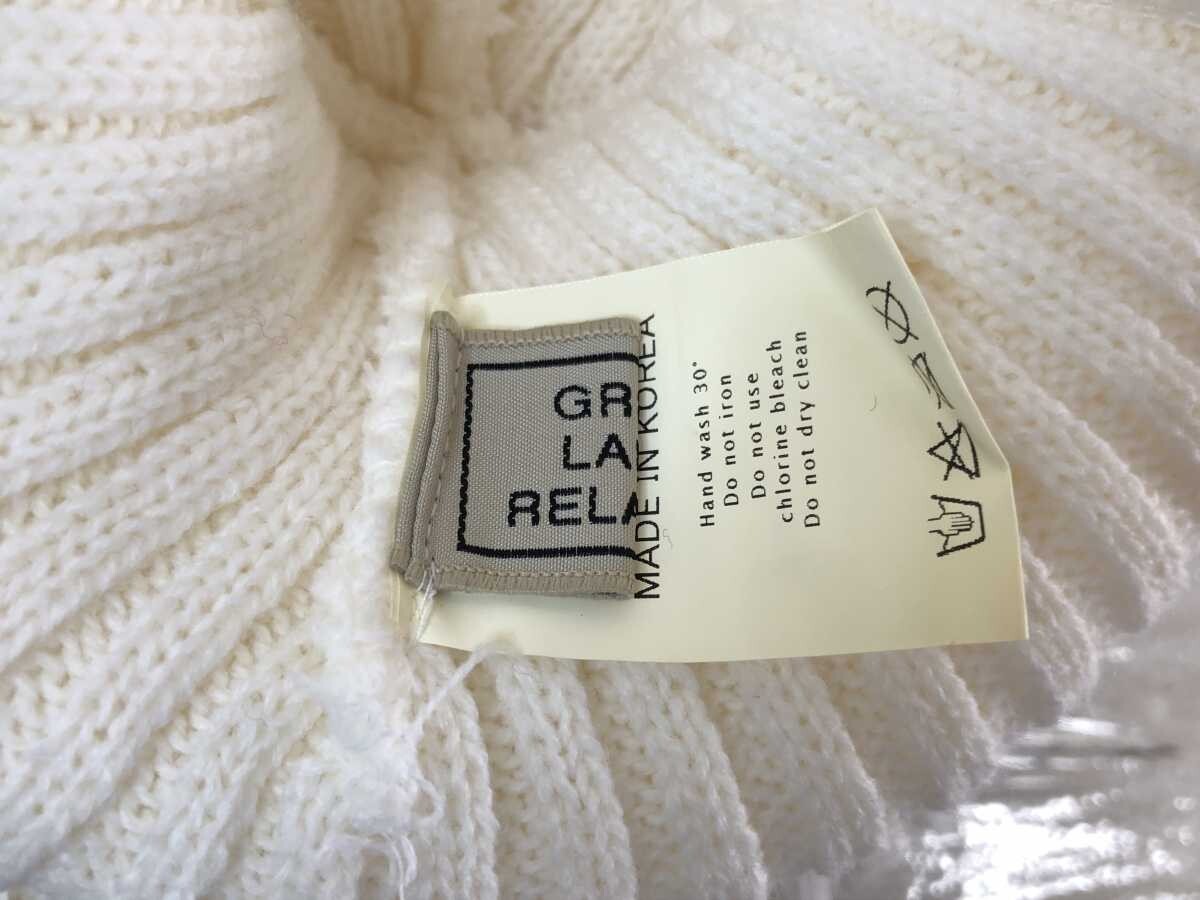 GR
LA
RELA
MADE IN KOREA
Hand wash 30°
Do not iron
Do not use
chlorine bleach
Do not dry clean